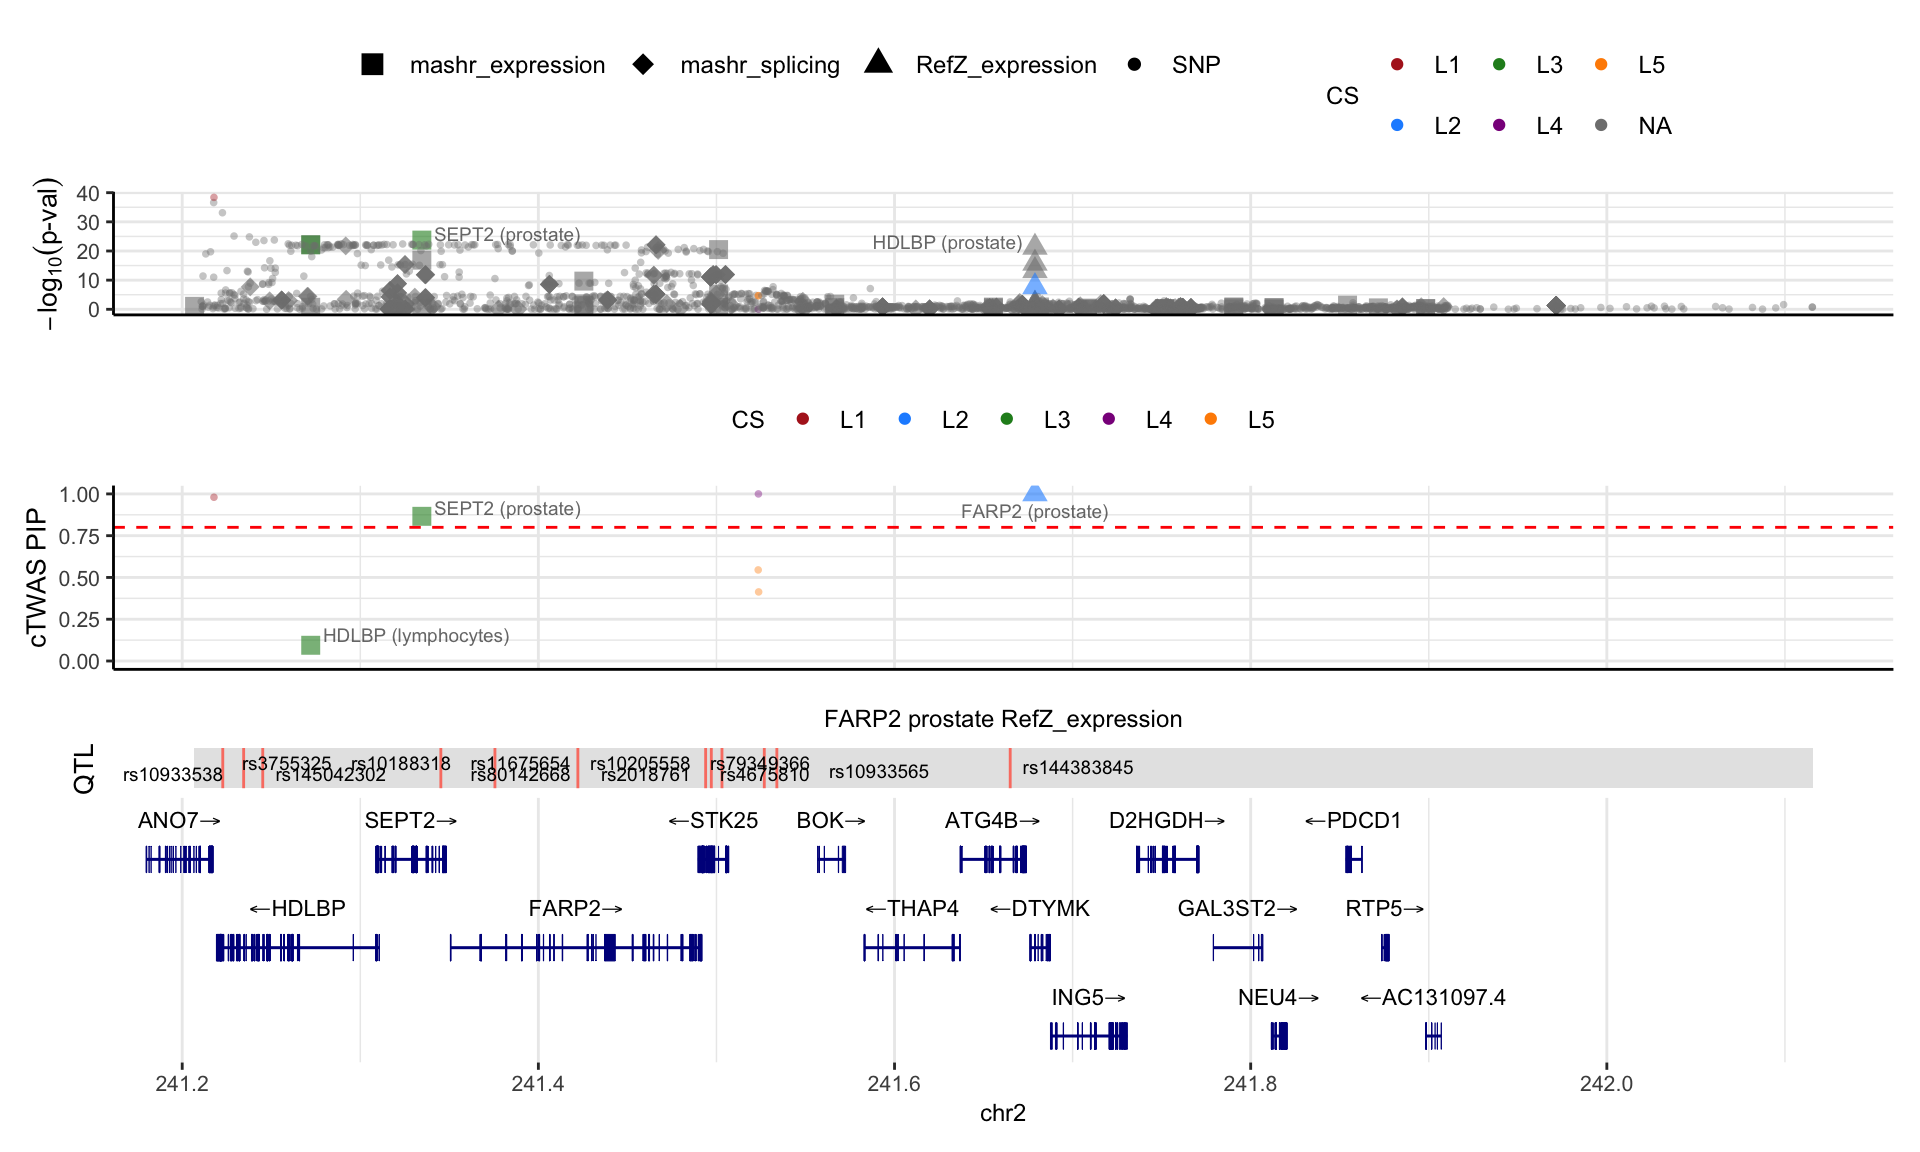 mashr_expression mashr_splicing RefZ_expression SNP
CS
L1 L3 L5
L2 L4 NA
−log10(p-val)
40
30
20
10
0
SEPT2 (prostate)
HDLBP (prostate)
CS L1 L2 L3 L4 L5
cTWAS PIP
1.00
0.75
0.50
0.25
0.00
SEPT2 (prostate)
FARP2 (prostate)
HDLBP (lymphocytes)
FARP2 prostate RefZ_expression
QTL
rs10933538
rs3755325
rs145042302
rs10188318
rs11675654
rs80142668
rs10205558
rs2018761
rs79349366
rs4675810
rs10933565
rs144383845
ANO7→ SEPT2→ ←STK25 BOK→ ATG4B→ D2HGDH→ ←PDCD1
←HDLBP FARP2→ ←THAP4 ←DTYMK GAL3ST2→ RTP5→
ING5→ NEU4→ ←AC131097.4
241.2 241.4 241.6 241.8 242.0
chr2